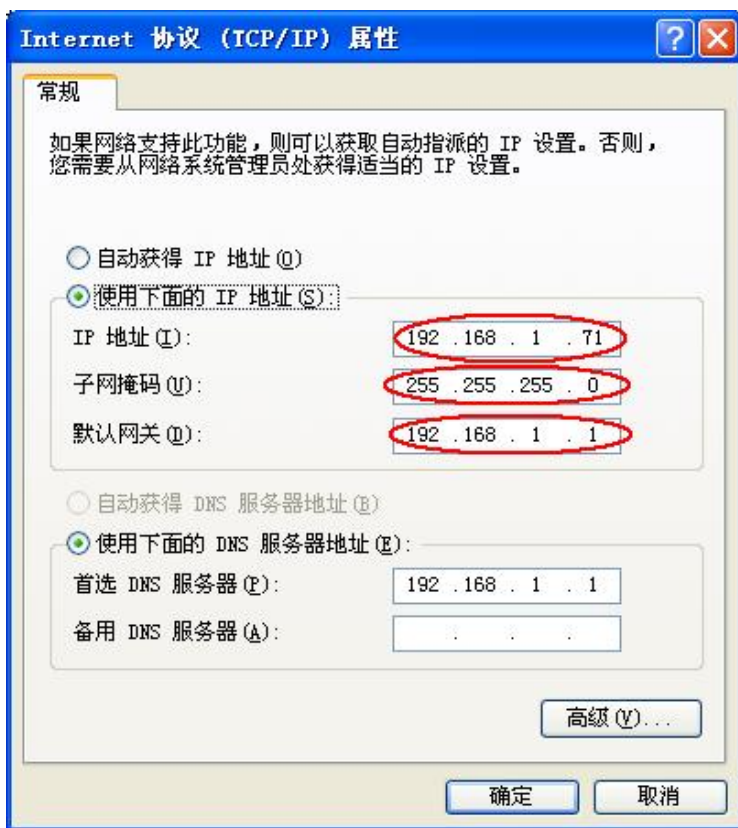 Internet 协议 (TCP/IP) 属性
常规
如果网络支持此功能，则可以获取自动指派的 IP 设置。否则，
您需要从网络系统管理员处获得适当的 IP 设置。
自动获得 IP 地址(O)
使用下面的 IP 地址(S):
IP 地址(I): 192 .168 . 1 . 71
子网掩码(U): 255 .255 .255 . 0
默认网关(D): 192 .168 . 1 . 1
自动获得 DNS 服务器地址(B)
使用下面的 DNS 服务器地址(E):
首选 DNS 服务器(P): 192 .168 . 1 . 1
备用 DNS 服务器(A): . . .
高级(V)...
确定 取消